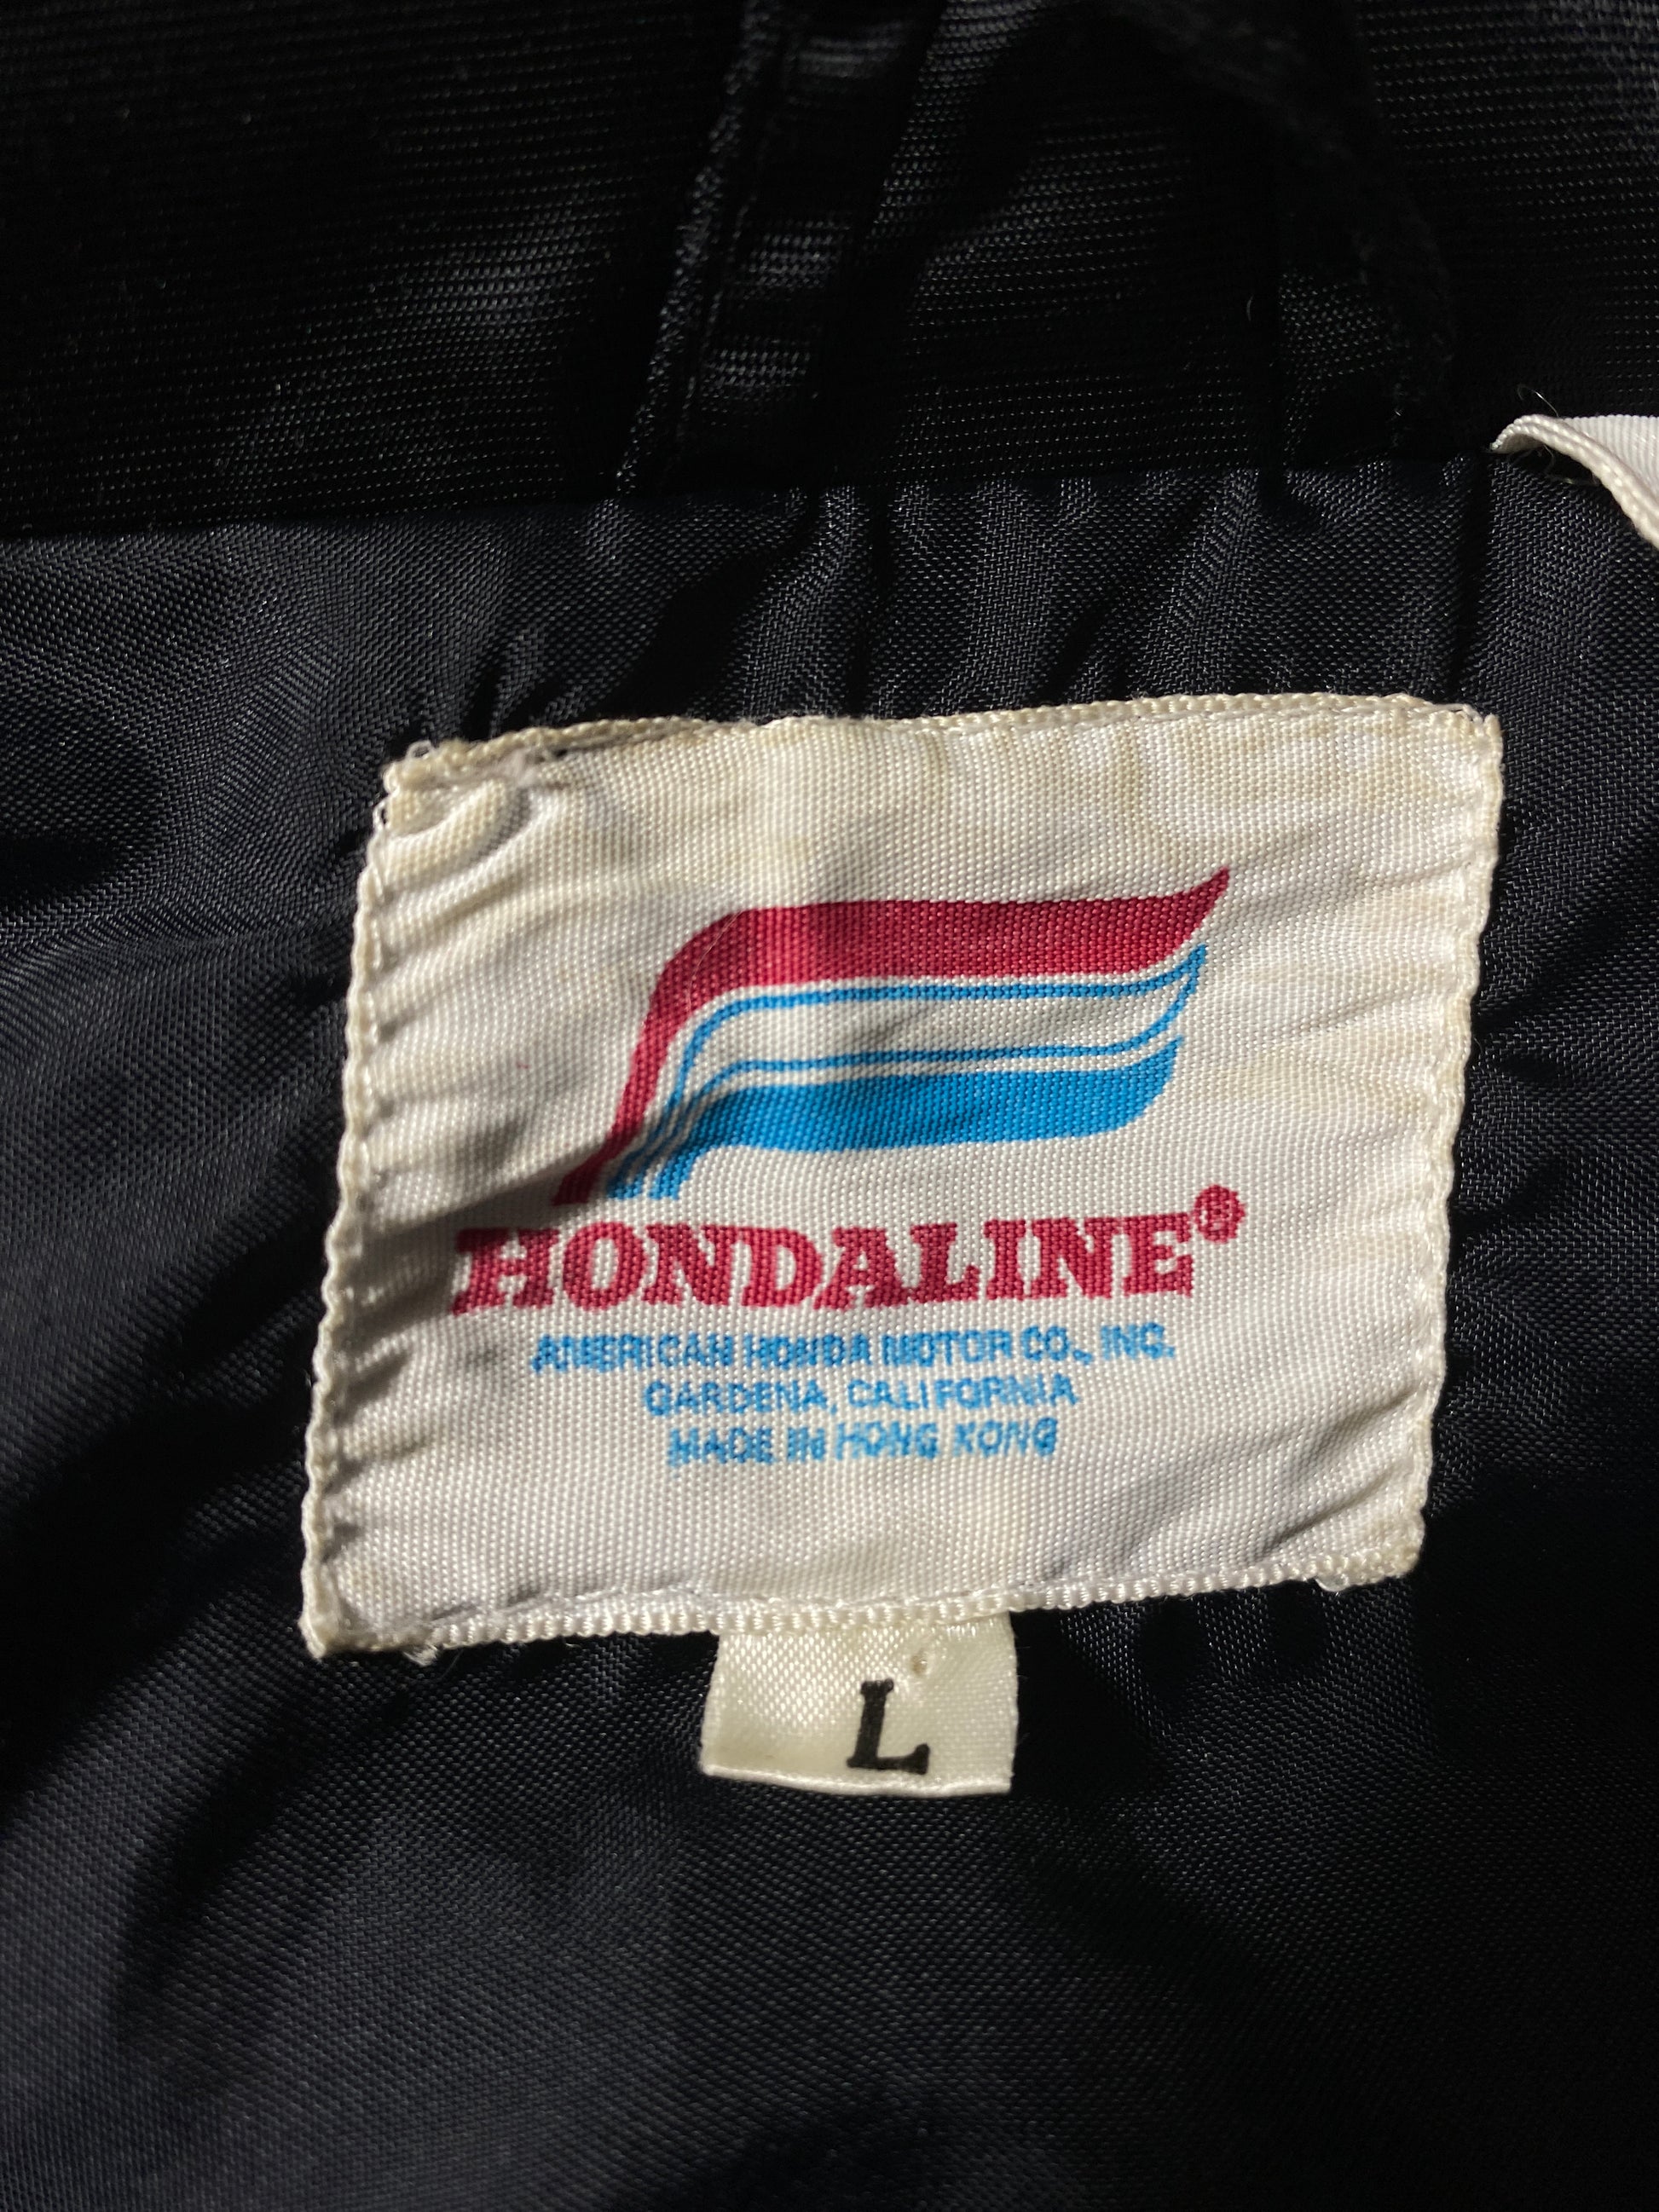 HONDALINE®
AMERICAN HONDA MOTOR CO., INC.
GARDENA, CALIFORNIA
MADE IN HONG KONG
L